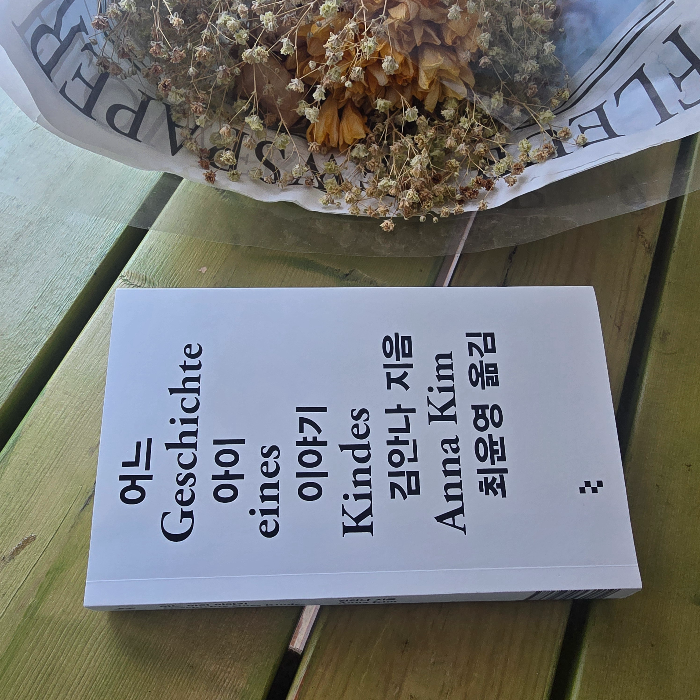 어느
Geschichte
아이
eines
이야기
Kindes
김안나 지음
Anna Kim
최윤영 옮김